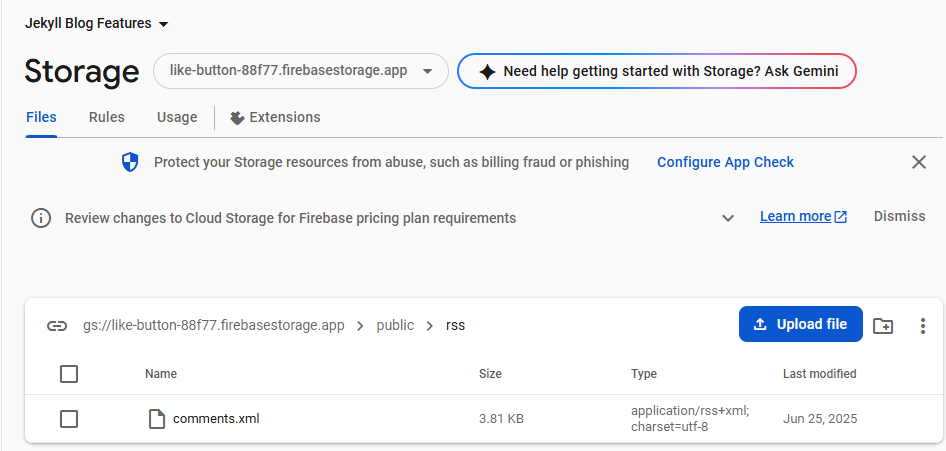 Jekyll Blog Features
Storage
like-button-88f77.firebasestorage.app
Need help getting started with Storage? Ask Gemini
Files Rules Usage Extensions
Protect your Storage resources from abuse, such as billing fraud or phishing Configure App Check
Review changes to Cloud Storage for Firebase pricing plan requirements Learn more Dismiss
gs://like-button-88f77.firebasestorage.app > public > rss Upload file
Name Size Type Last modified
comments.xml 3.81 KB application/rss+xml; charset=utf-8 Jun 25, 2025